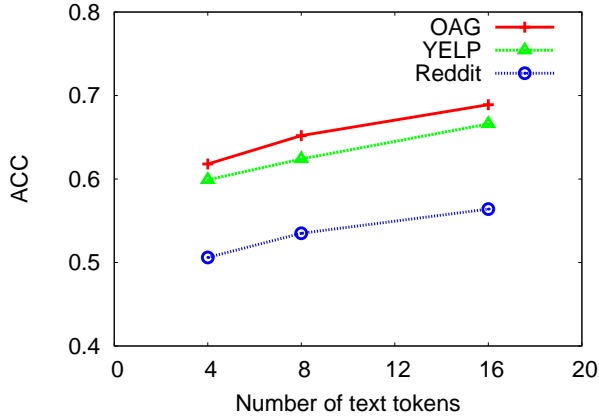 0.8
OAG
YELP
Reddit
0.7
ACC
0.6
0.5
0.4
0 4 8 12 16 20
Number of text tokens